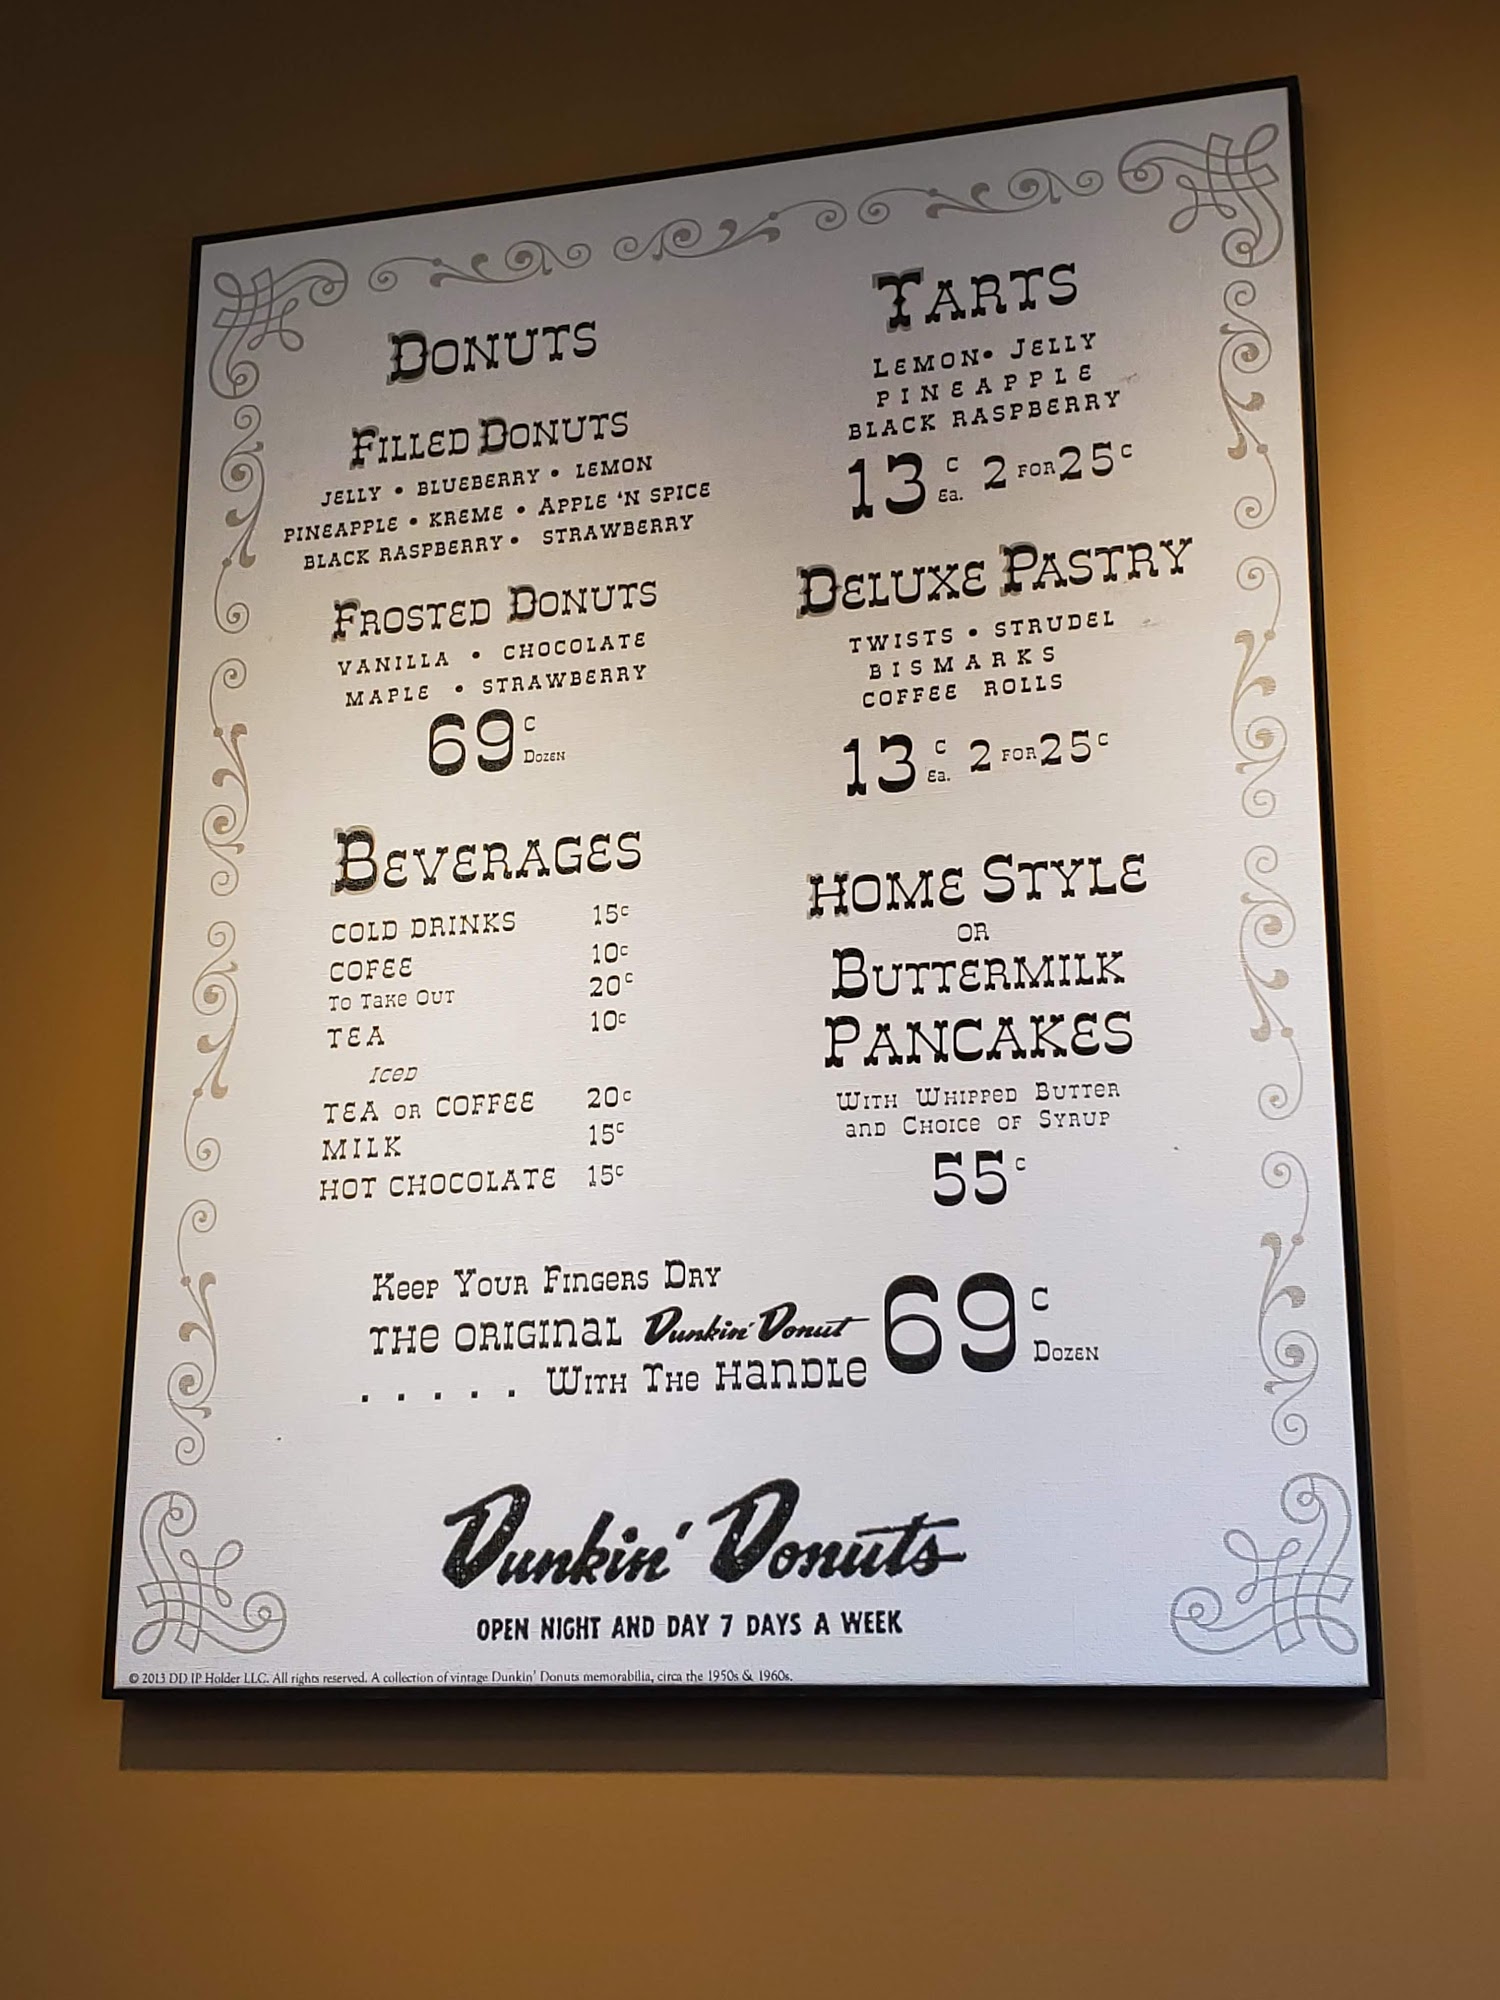 DONUTS
FILLED DONUTS
JELLY • BLUEBERRY • LEMON
PINEAPPLE • KREME • APPLE 'N SPICE
BLACK RASPBERRY • STRAWBERRY
FROSTED DONUTS
VANILLA • CHOCOLATE
MAPLE • STRAWBERRY
69c DOZEN
BEVERAGES
COLD DRINKS 15c
COFEE 10c
To Take Out 20c
TEA 10c
Iced
TEA or COFFEE 20c
MILK 15c
HOT CHOCOLATE 15c
TARTS
LEMON• JELLY
PINEAPPLE
BLACK RASPBERRY
13c Ea. 2 FOR 25c
DELUXE PASTRY
TWISTS • STRUDEL
BISMARKS
COFFEE ROLLS
13c Ea. 2 FOR 25c
HOME STYLE
OR
BUTTERMILK
PANCAKES
With Whipped Butter
and Choice of Syrup
55c
Keep Your Fingers Dry
THE ORIGINAL Dunkin' Donut
. . . . . With The Handle
69c Dozen
Dunkin' Donuts
OPEN NIGHT AND DAY 7 DAYS A WEEK
© 2013 DD IP Holder LLC. All rights reserved. A collection of vintage Dunkin' Donuts memorabilia, circa the 1950s & 1960s.